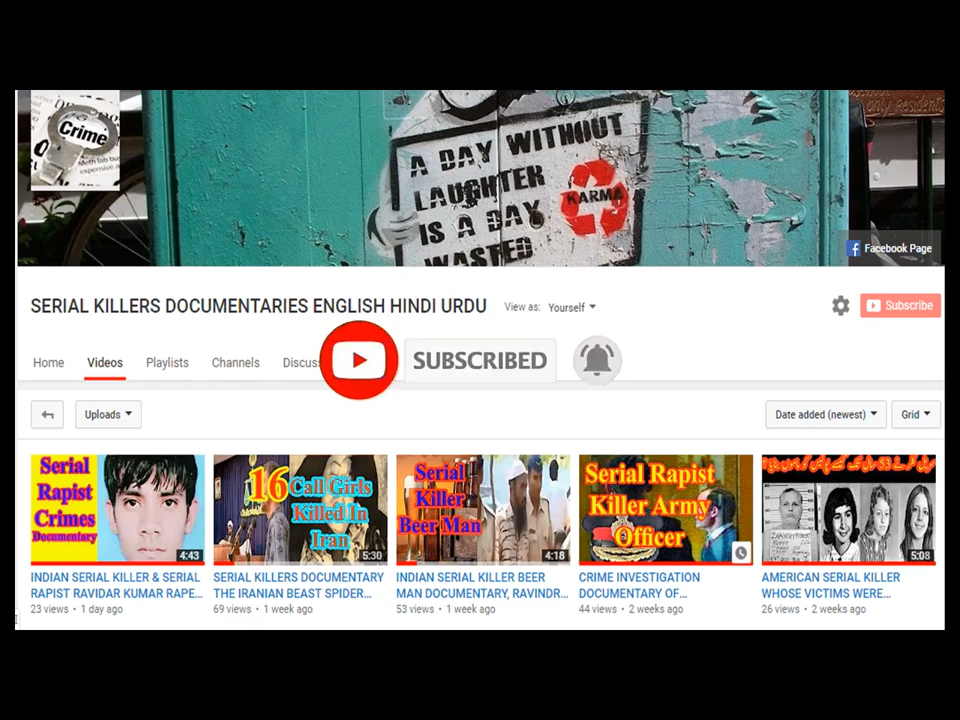 Crime
A DAY WITHOUT
LAUGHTER
IS A DAY
WASTED
KARMA
Facebook Page
SERIAL KILLERS DOCUMENTARIES ENGLISH HINDI URDU
View as: Yourself
Subscribe
Home Videos Playlists Channels Discuss
SUBSCRIBED
Uploads
Date added (newest)
Grid
Serial
Rapist
Crimes
Documentary
4:43
16 Call Girls
Killed In
Iran
5:30
Serial
Killer
Beer Man
4:18
Serial Rapist
Killer Army
Officer
5:08
INDIAN SERIAL KILLER & SERIAL
RAPIST RAVIDAR KUMAR RAPE...
23 views • 1 day ago
SERIAL KILLERS DOCUMENTARY
THE IRANIAN BEAST SPIDER...
69 views • 1 week ago
INDIAN SERIAL KILLER BEER
MAN DOCUMENTARY, RAVINDR...
53 views • 1 week ago
CRIME INVESTIGATION
DOCUMENTARY OF...
44 views • 2 weeks ago
AMERICAN SERIAL KILLER
WHOSE VICTIMS WERE...
26 views • 2 weeks ago